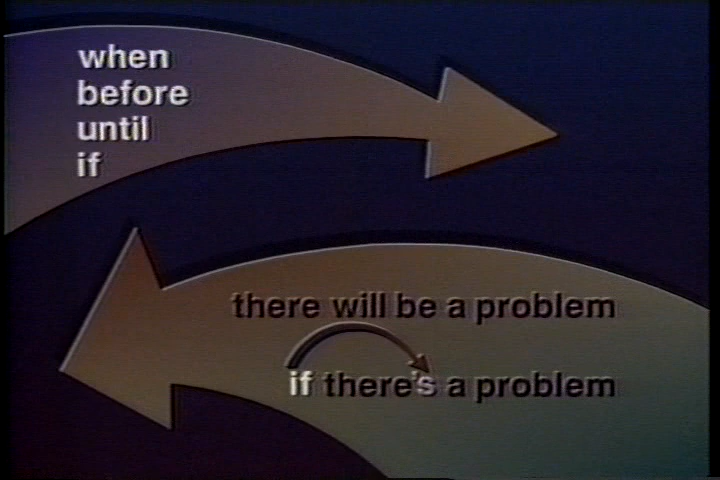 when
before
until
if
there will be a problem
if there's a problem